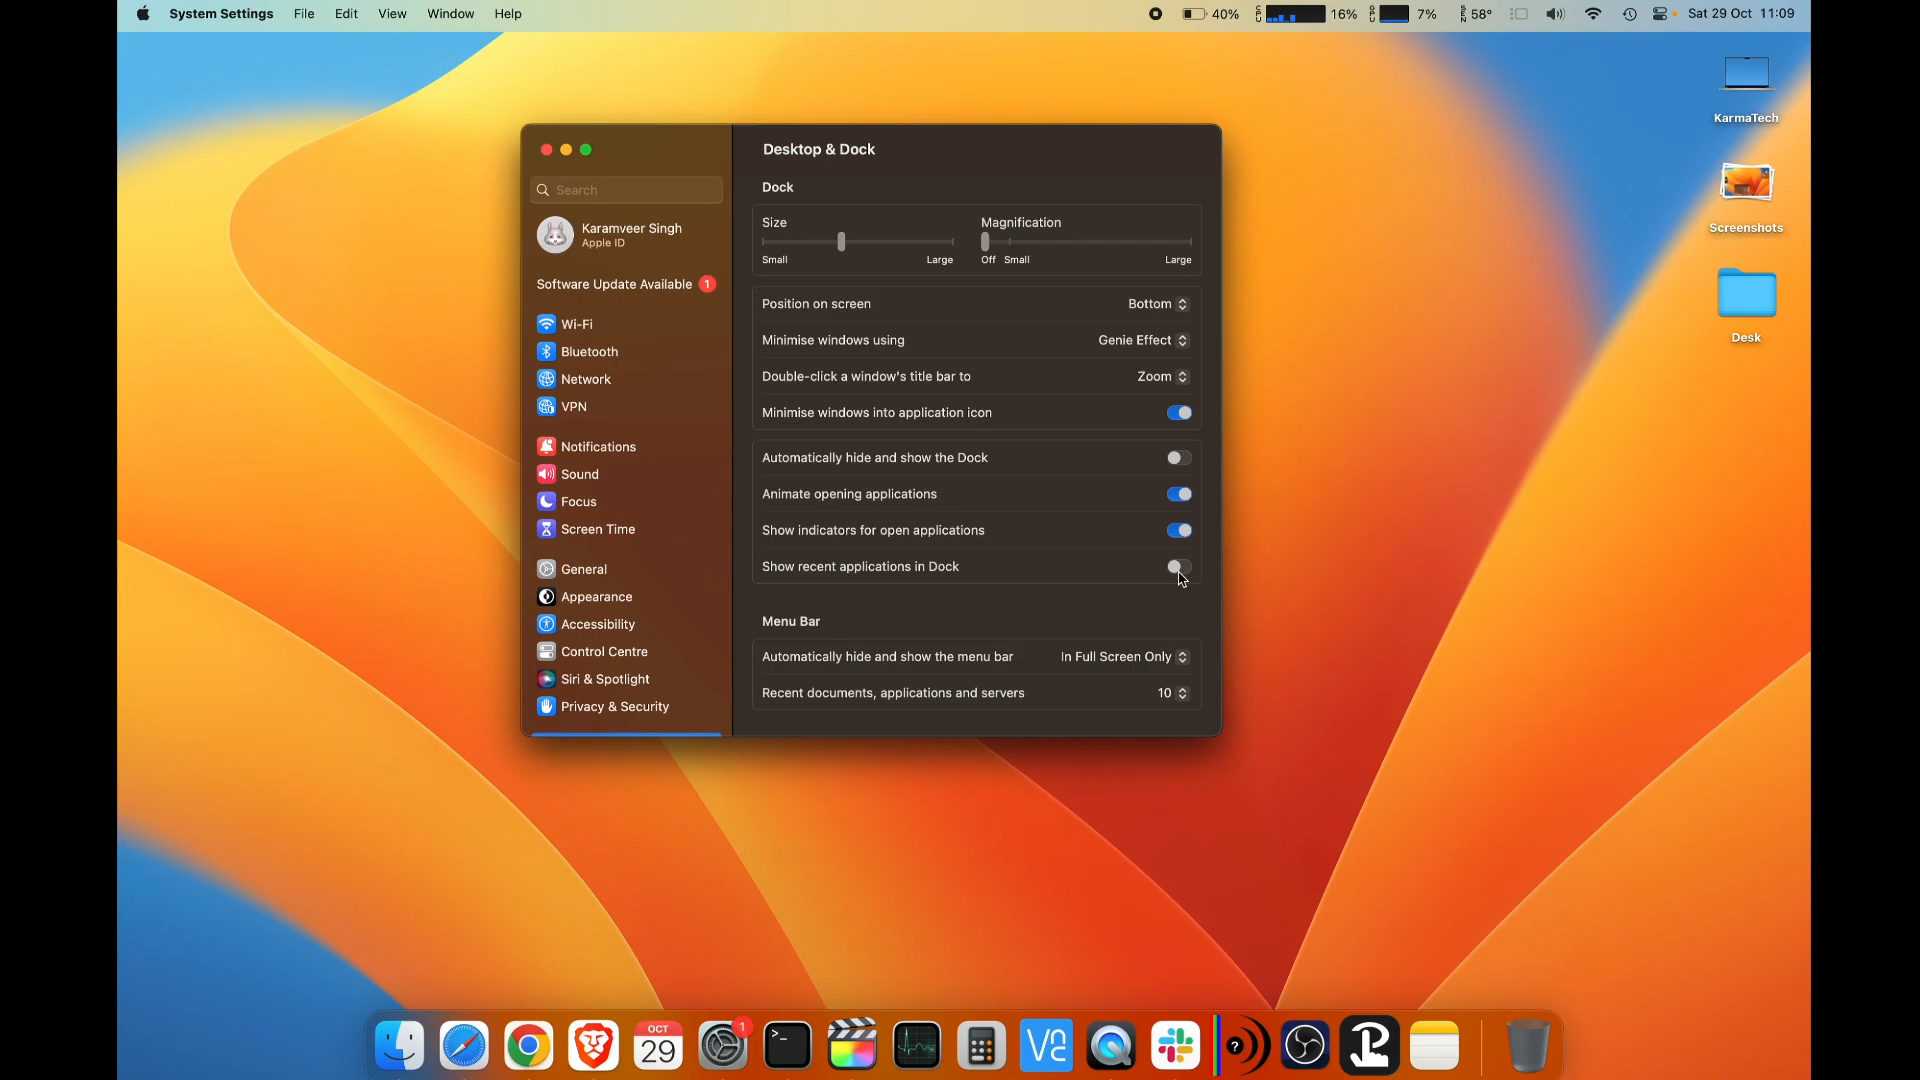 System Settings File Edit View Window Help 40% CPU 16% GPU 7% SEN 58° Sat 29 Oct 11:09
KarmaTech
Screenshots
Desk
Search
Karamveer Singh
Apple ID
Software Update Available 1
Wi-Fi
Bluetooth
Network
VPN
Notifications
Sound
Focus
Screen Time
General
Appearance
Accessibility
Control Centre
Siri & Spotlight
Privacy & Security
Desktop & Dock
Dock
Size Magnification
Small Large Off Small Large
Position on screen Bottom
Minimise windows using Genie Effect
Double-click a window's title bar to Zoom
Minimise windows into application icon
Automatically hide and show the Dock
Animate opening applications
Show indicators for open applications
Show recent applications in Dock
Menu Bar
Automatically hide and show the menu bar In Full Screen Only
Recent documents, applications and servers 10
OCT 1 >_ ?
29